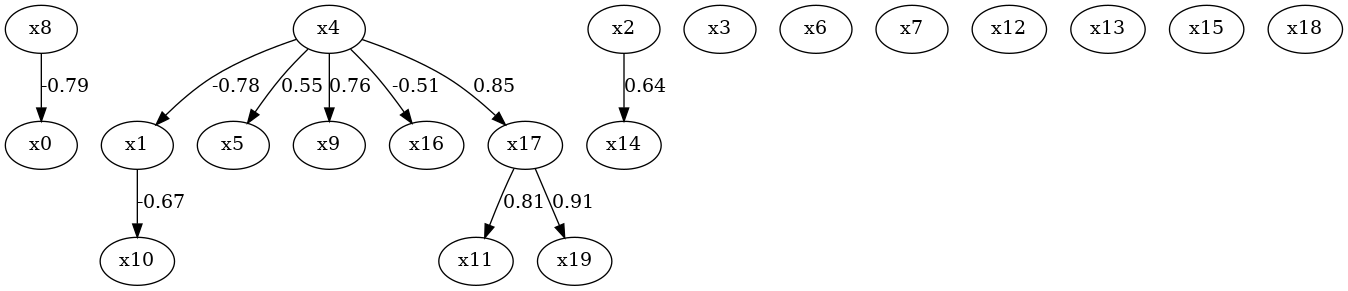 x8 x4 x2 x3 x6 x7 x12 x13 x15 x18
-0.79 -0.78 0.55 0.76 -0.51 0.85 0.64
x0 x1 x5 x9 x16 x17 x14
-0.67 0.81 0.91
x10 x11 x19